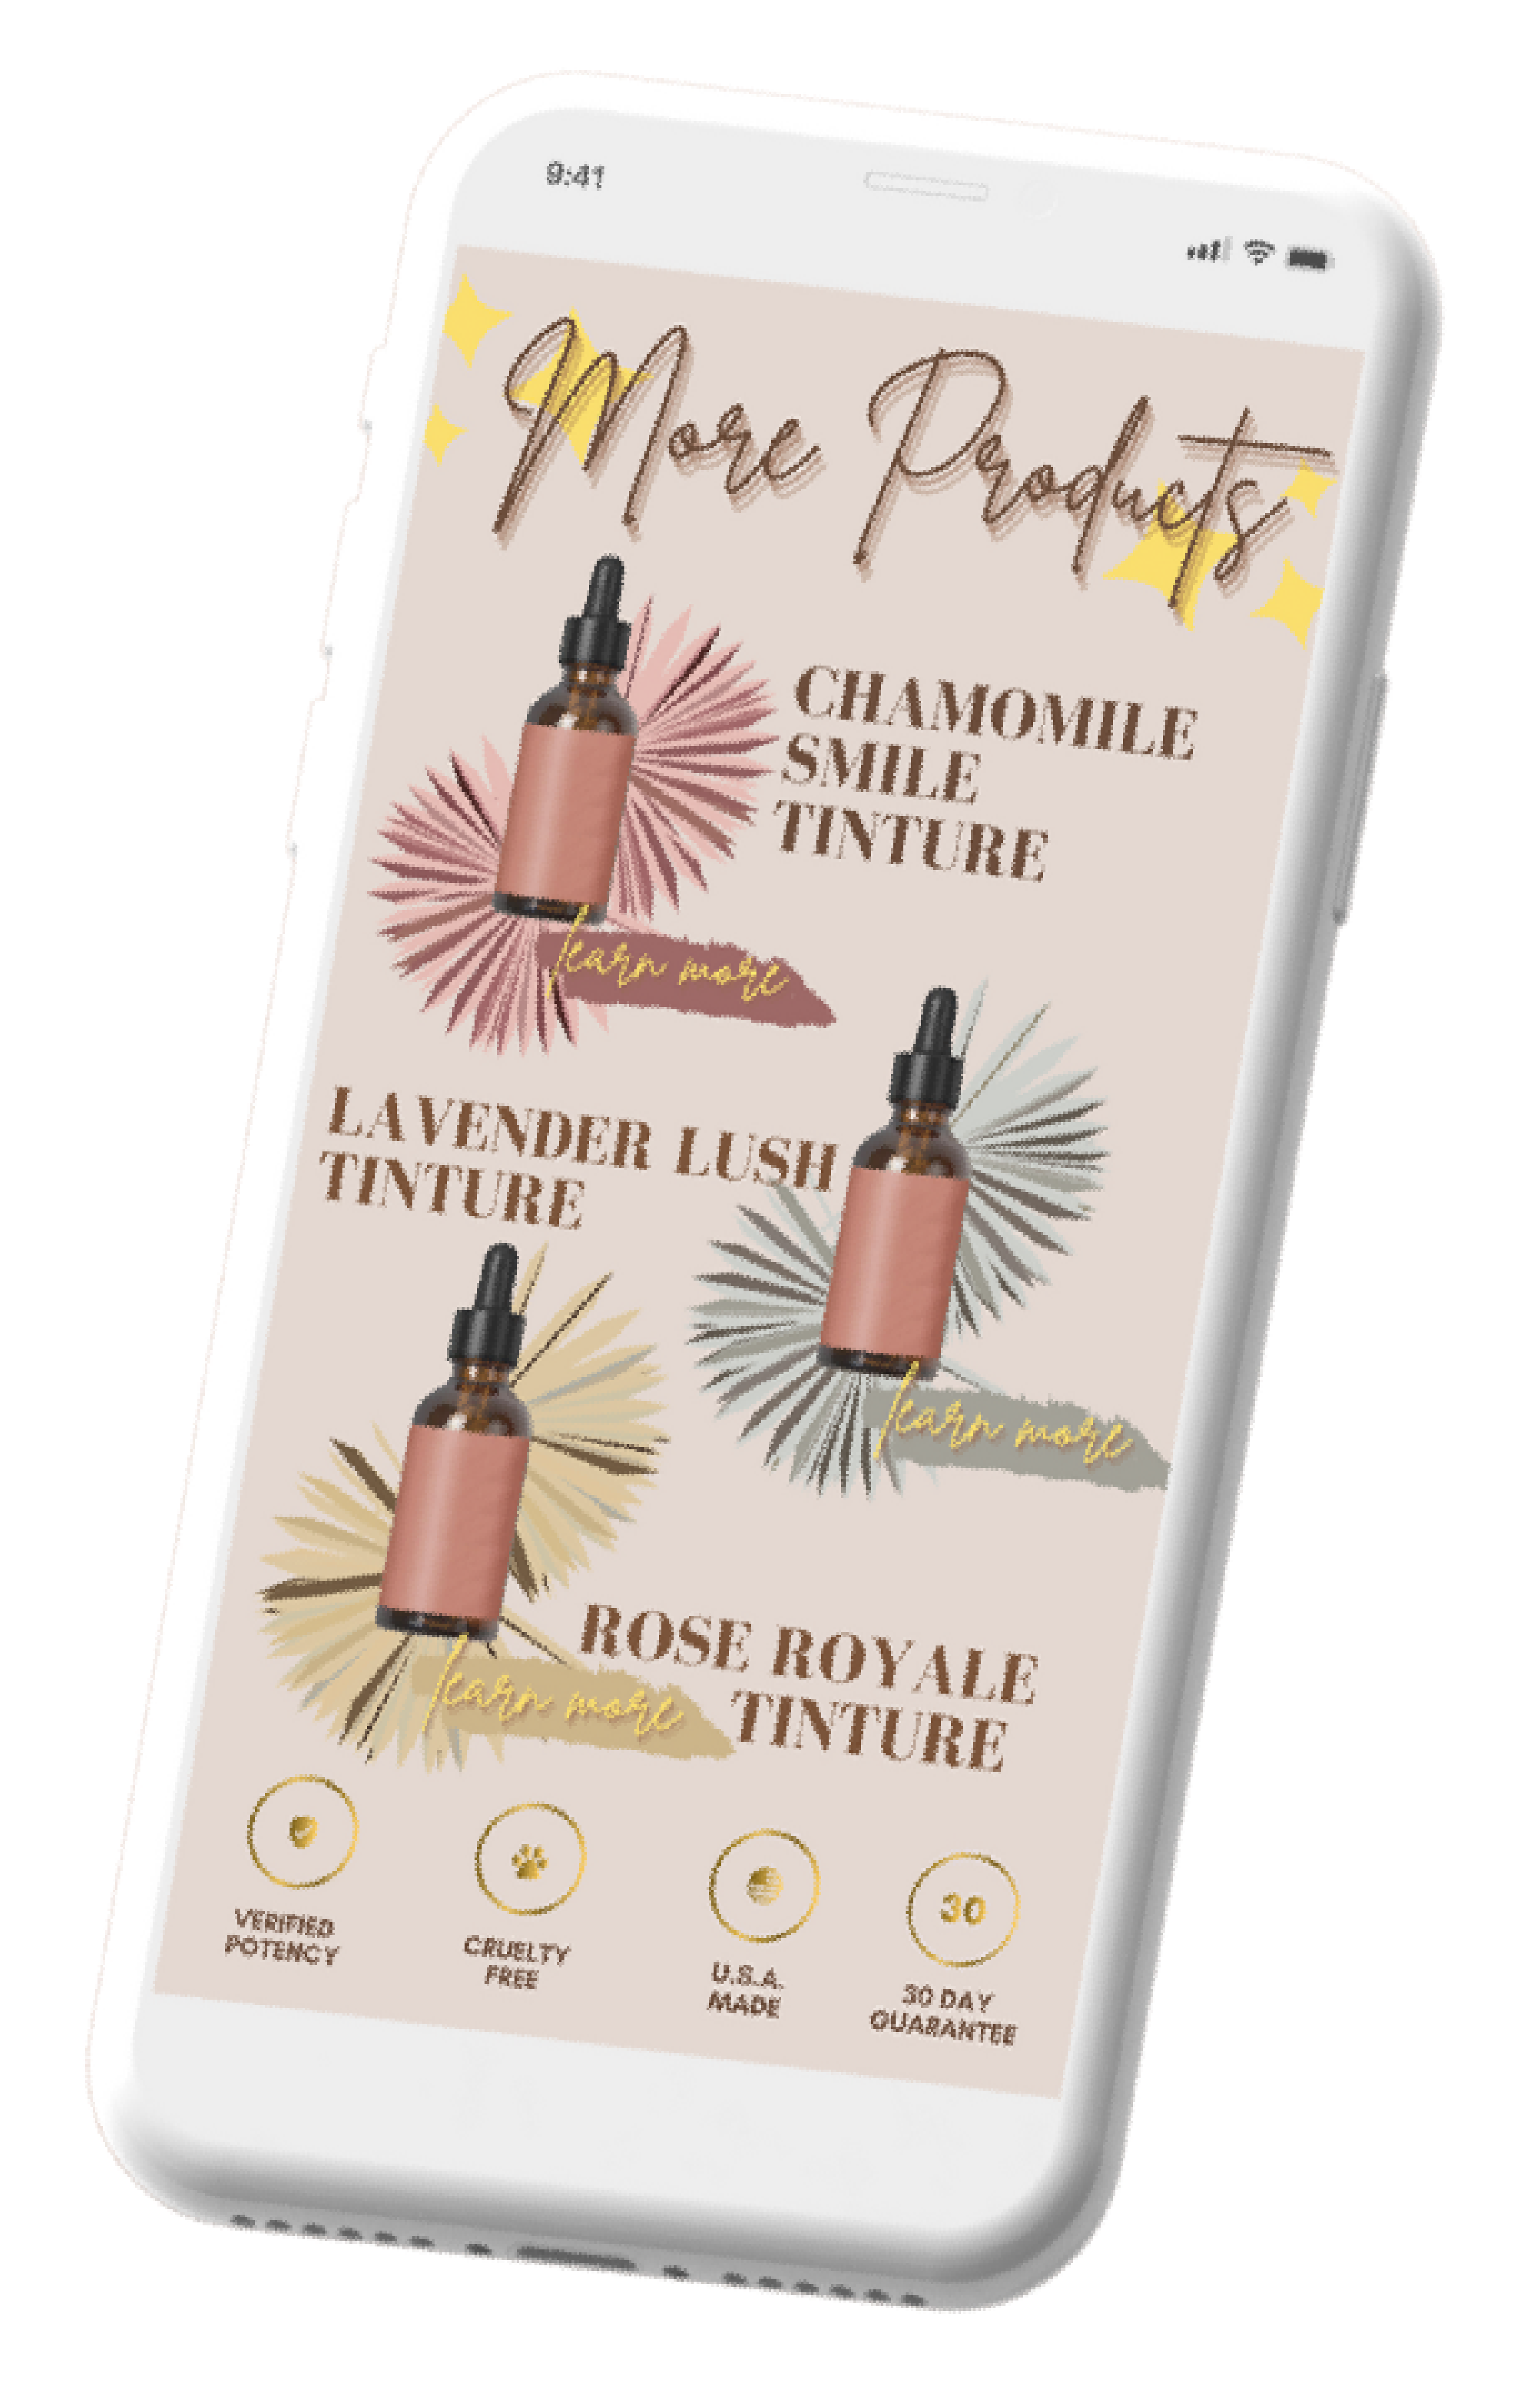 9:41
More Products
CHAMOMILE
SMILE
TINTURE
learn more
LAVENDER LUSH
TINTURE
learn more
ROSE ROYALE
TINTURE
learn more
VERIFIED
POTENCY
CRUELTY
FREE
U.S.A.
MADE
30
30 DAY
GUARANTEE